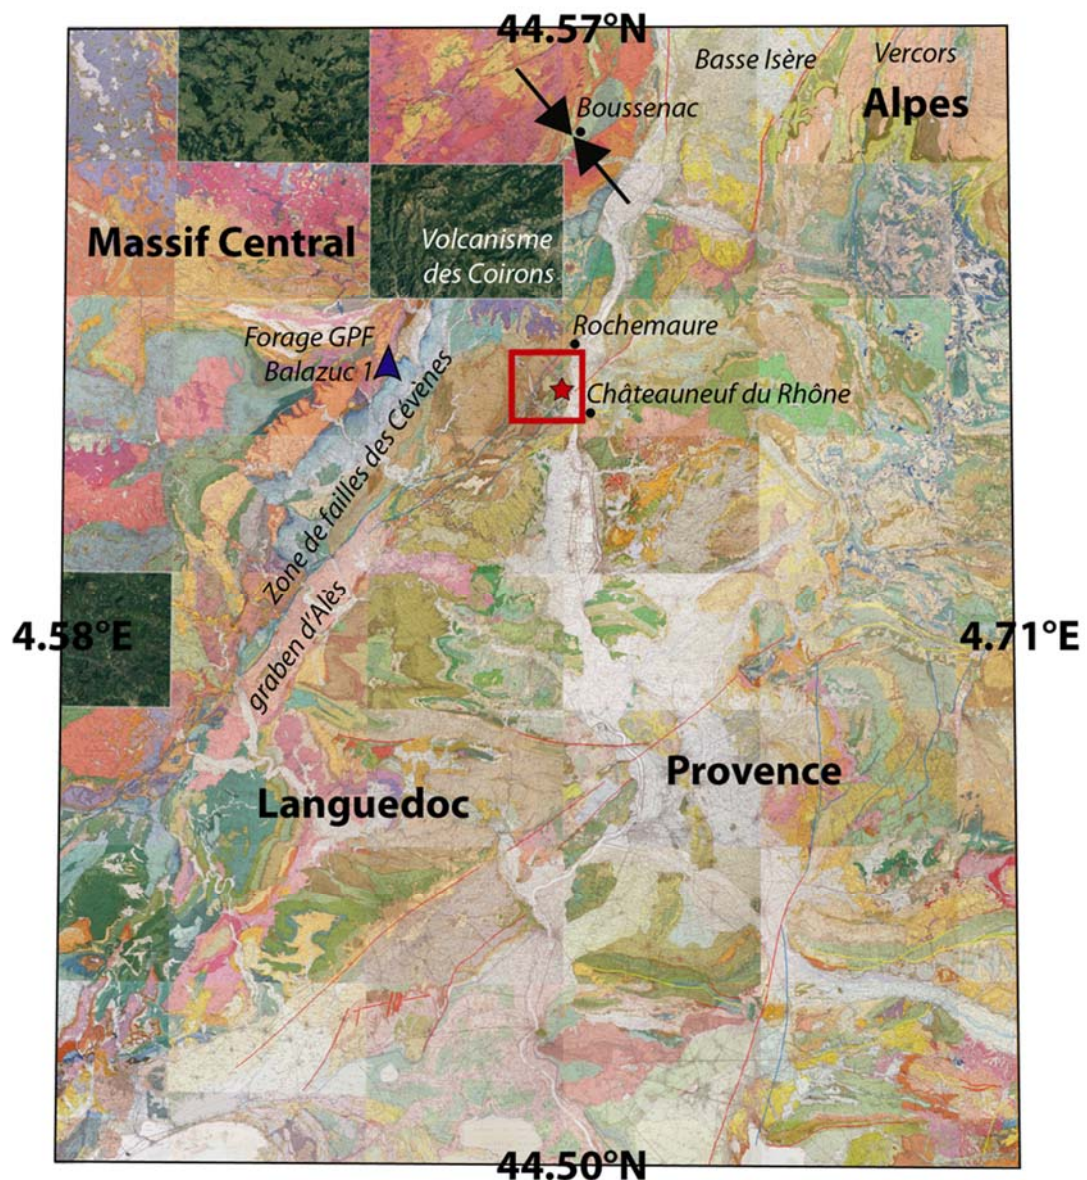 44.57°N
Basse Isère
Vercors
Alpes
Boussenac
Massif Central
Volcanisme
des Coirons
Forage GPF
Balazuc 1
Rochemaure
Châteauneuf du Rhône
Zone de failles des Cévènes
graben d'Alès
4.58°E
4.71°E
Provence
Languedoc
44.50°N